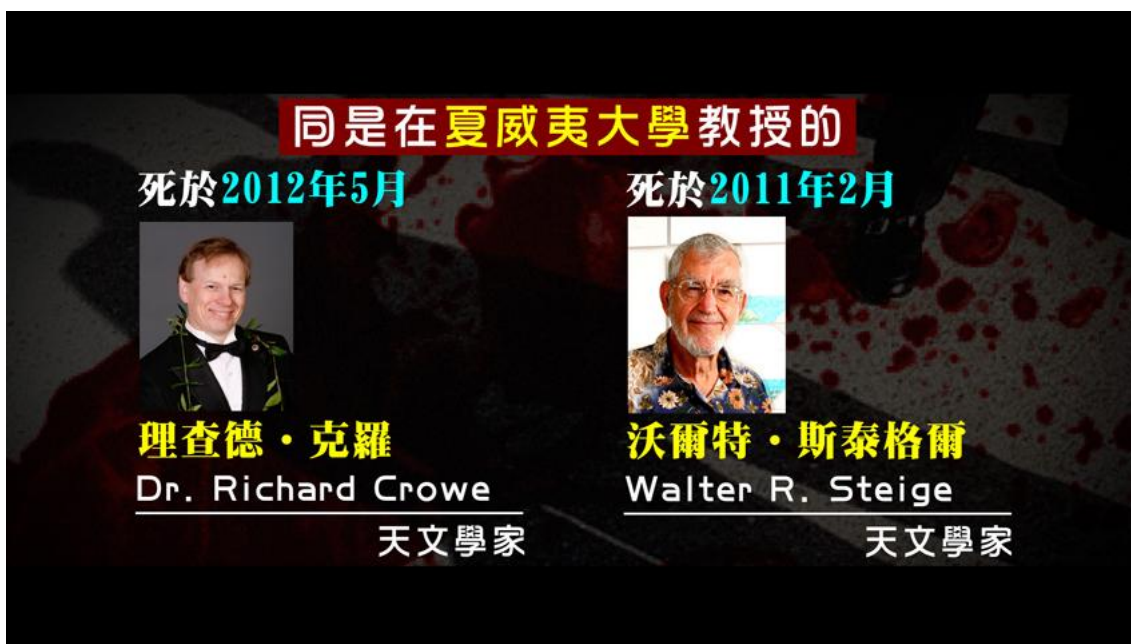 同是在夏威夷大學教授的
死於2012年5月
理查德・克羅
Dr. Richard Crowe
天文學家
死於2011年2月
沃爾特・斯泰格爾
Walter R. Steige
天文學家